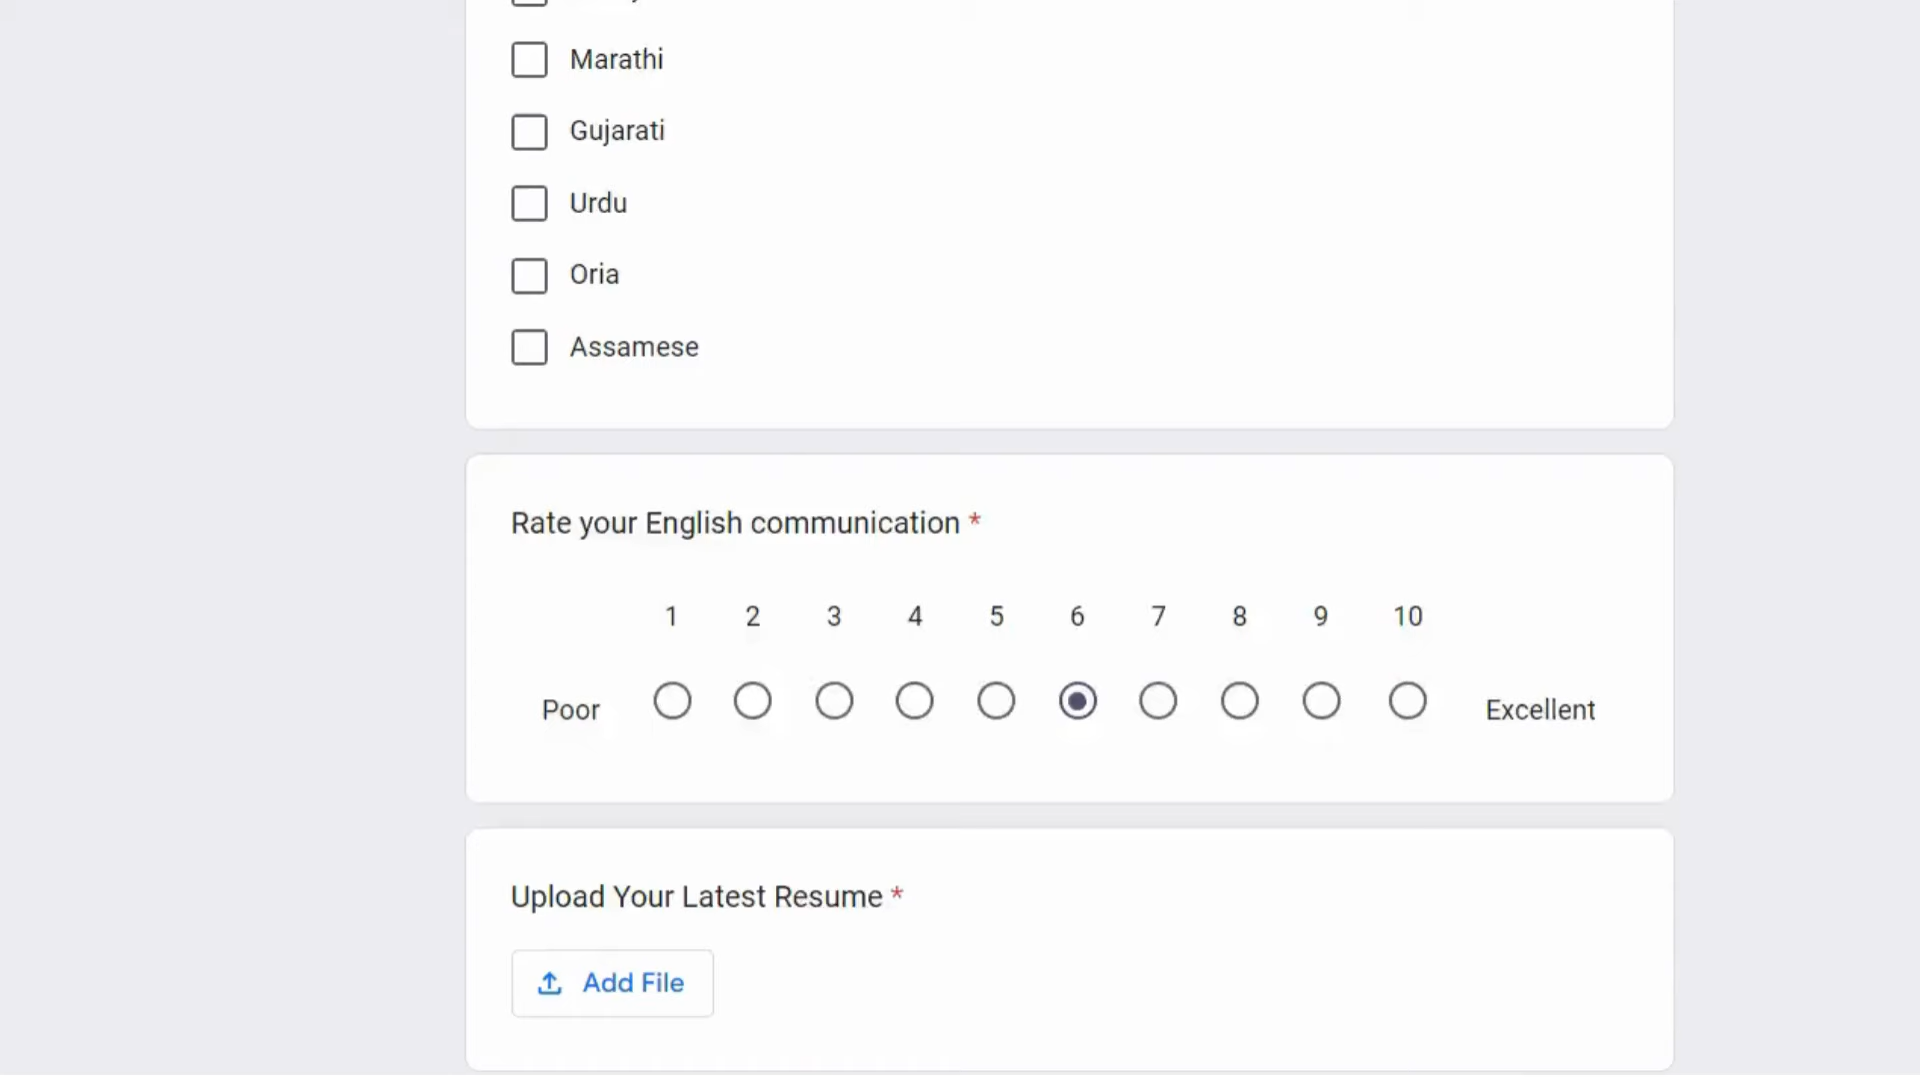 Marathi
Gujarati
Urdu
Oria
Assamese
Rate your English communication *
1 2 3 4 5 6 7 8 9 10
Poor Excellent
Upload Your Latest Resume *
Add File